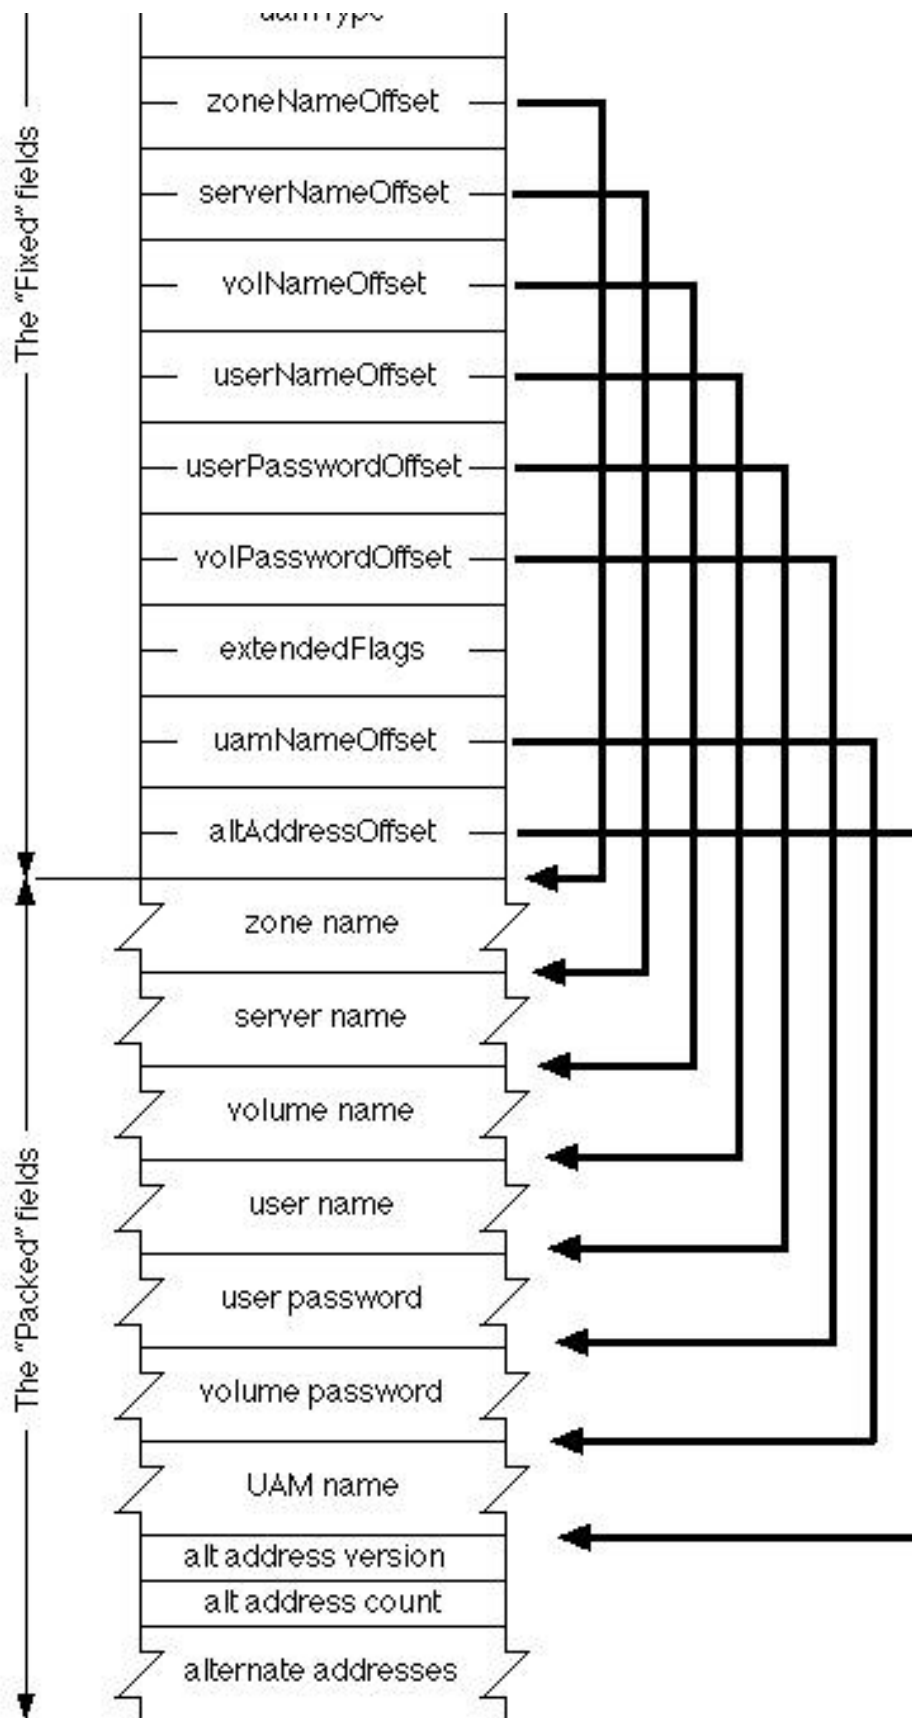 uamType
zoneNameOffset
serverNameOffset
volNameOffset
userNameOffset
userPasswordOffset
volPasswordOffset
extendedFlags
uamNameOffset
altAddressOffset
zone name
server name
volume name
user name
user password
volume password
UAM name
alt address version
alt address count
alternate addresses
The "Fixed" fields
The "Packed" fields